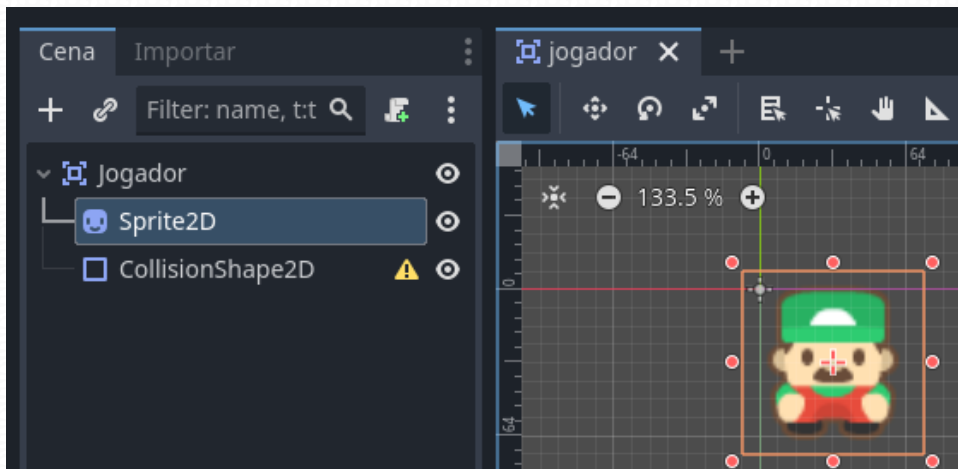 Cena Importar
jogador
Filter: name, t:t
-64 0 64
Jogador
133.5 %
Sprite2D
CollisionShape2D
0
64